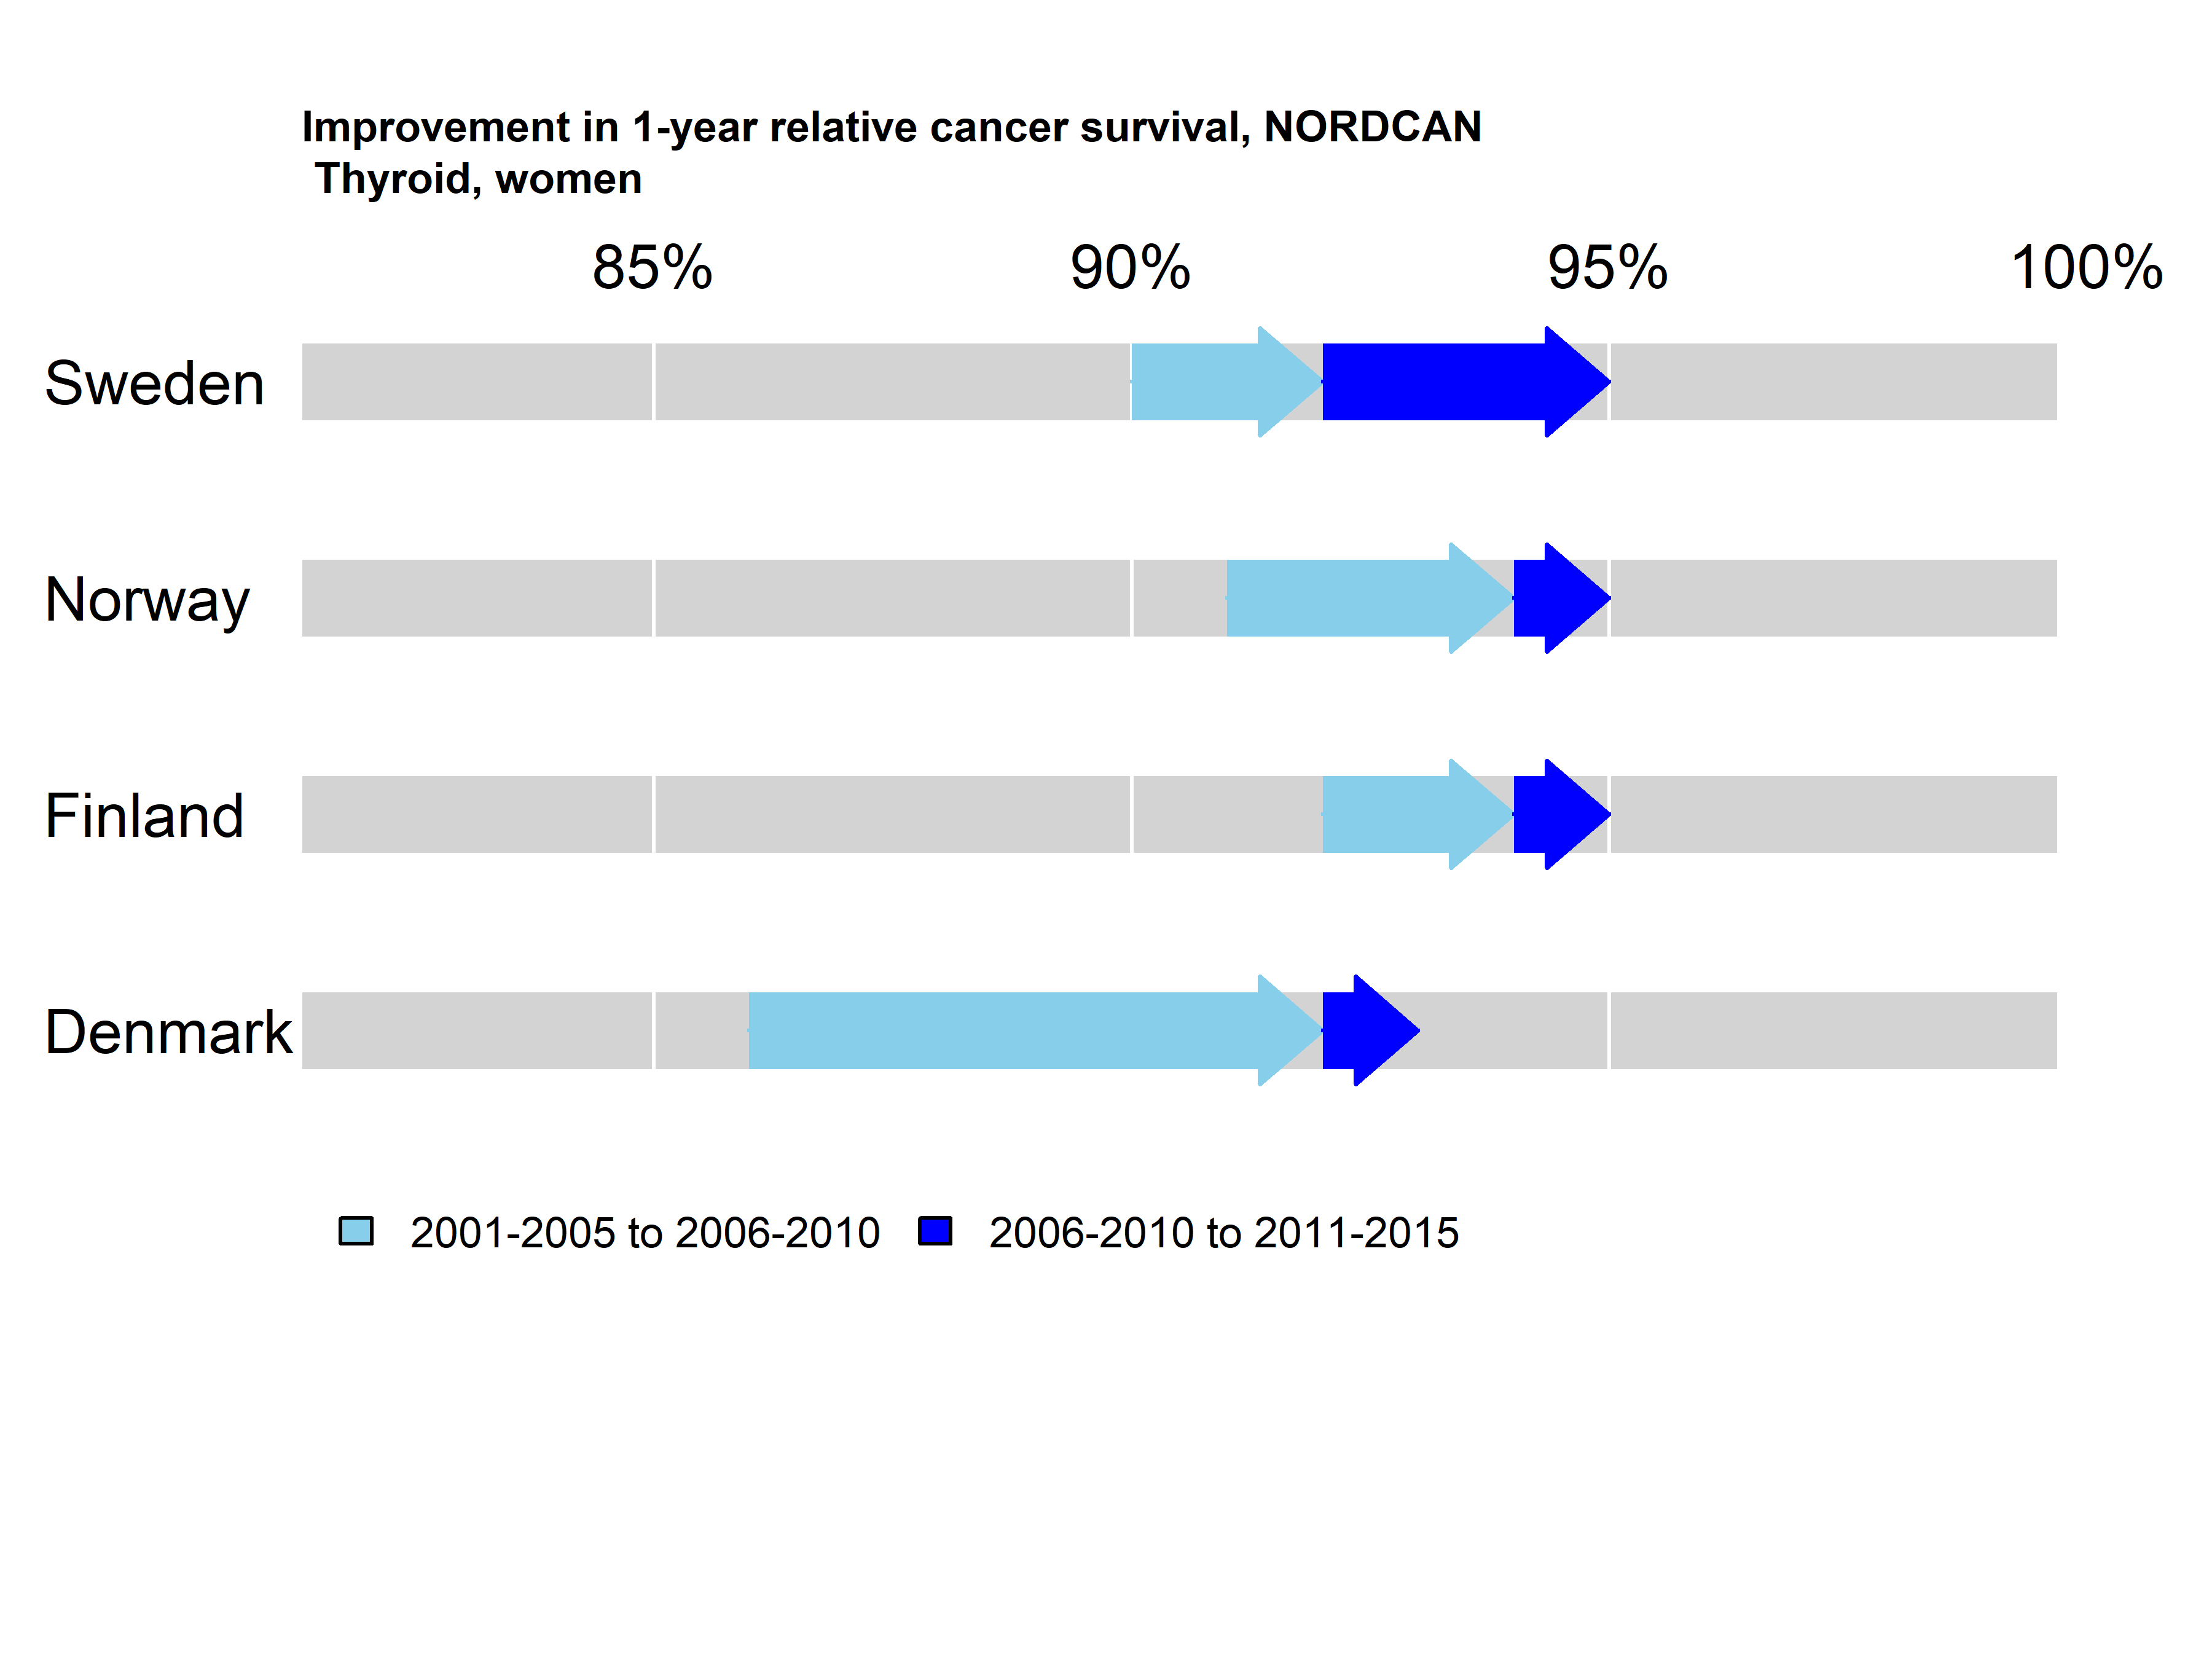 Improvement in 1-year relative cancer survival, NORDCAN
Thyroid, women
85% 90% 95% 100%
Sweden
Norway
Finland
Denmark
2001-2005 to 2006-2010 2006-2010 to 2011-2015